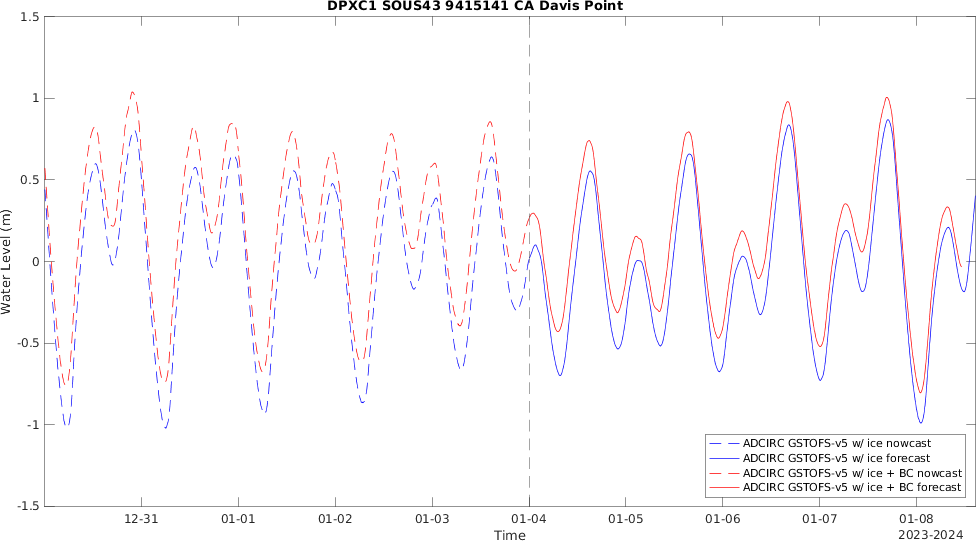 DPXC1 SOUS43 9415141 CA Davis Point
Water Level (m)
1.5
1
0.5
0
-0.5
-1
-1.5
12-31
01-01
01-02
01-03
01-04
01-05
01-06
01-07
01-08
Time
2023-2024
ADCIRC GSTOFS-v5 w/ ice nowcast
ADCIRC GSTOFS-v5 w/ ice forecast
ADCIRC GSTOFS-v5 w/ ice + BC nowcast
ADCIRC GSTOFS-v5 w/ ice + BC forecast